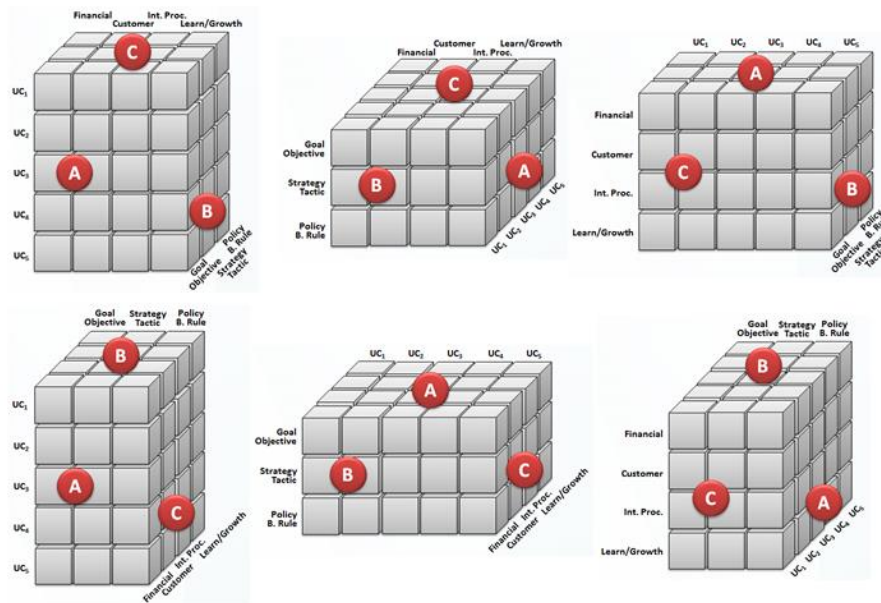 Financial Int. Proc.
Customer Learn/Growth
C
UC₁
UC₂
UC₃
A
UC₄
B
UC₅
Goal Policy
Objective B. Rule
Strategy
Tactic
Customer Learn/Growth
Financial Int. Proc.
C
Goal
Objective
Strategy
Tactic
B
A
Policy
B. Rule
UC₁ UC₂ UC₃ UC₄ UC₅
UC₁ UC₂ UC₃ UC₄ UC₅
A
Financial
Customer
C
Int. Proc.
B
Learn/Growth
Goal Policy
Objective B. Rule
Strategy
Tactic
Goal Strategy Policy
Objective Tactic B. Rule
B
UC₁
UC₂
UC₃
A
UC₄
C
UC₅
Financial Int. Proc.
Customer Learn/Growth
UC₁ UC₂ UC₃ UC₄ UC₅
A
Goal
Objective
Strategy
Tactic
B
C
Policy
B. Rule
Financial Int. Proc.
Customer Learn/Growth
Goal Strategy Policy
Objective Tactic B. Rule
B
Financial
Customer
C
Int. Proc.
A
Learn/Growth
UC₁ UC₂ UC₃ UC₄ UC₅